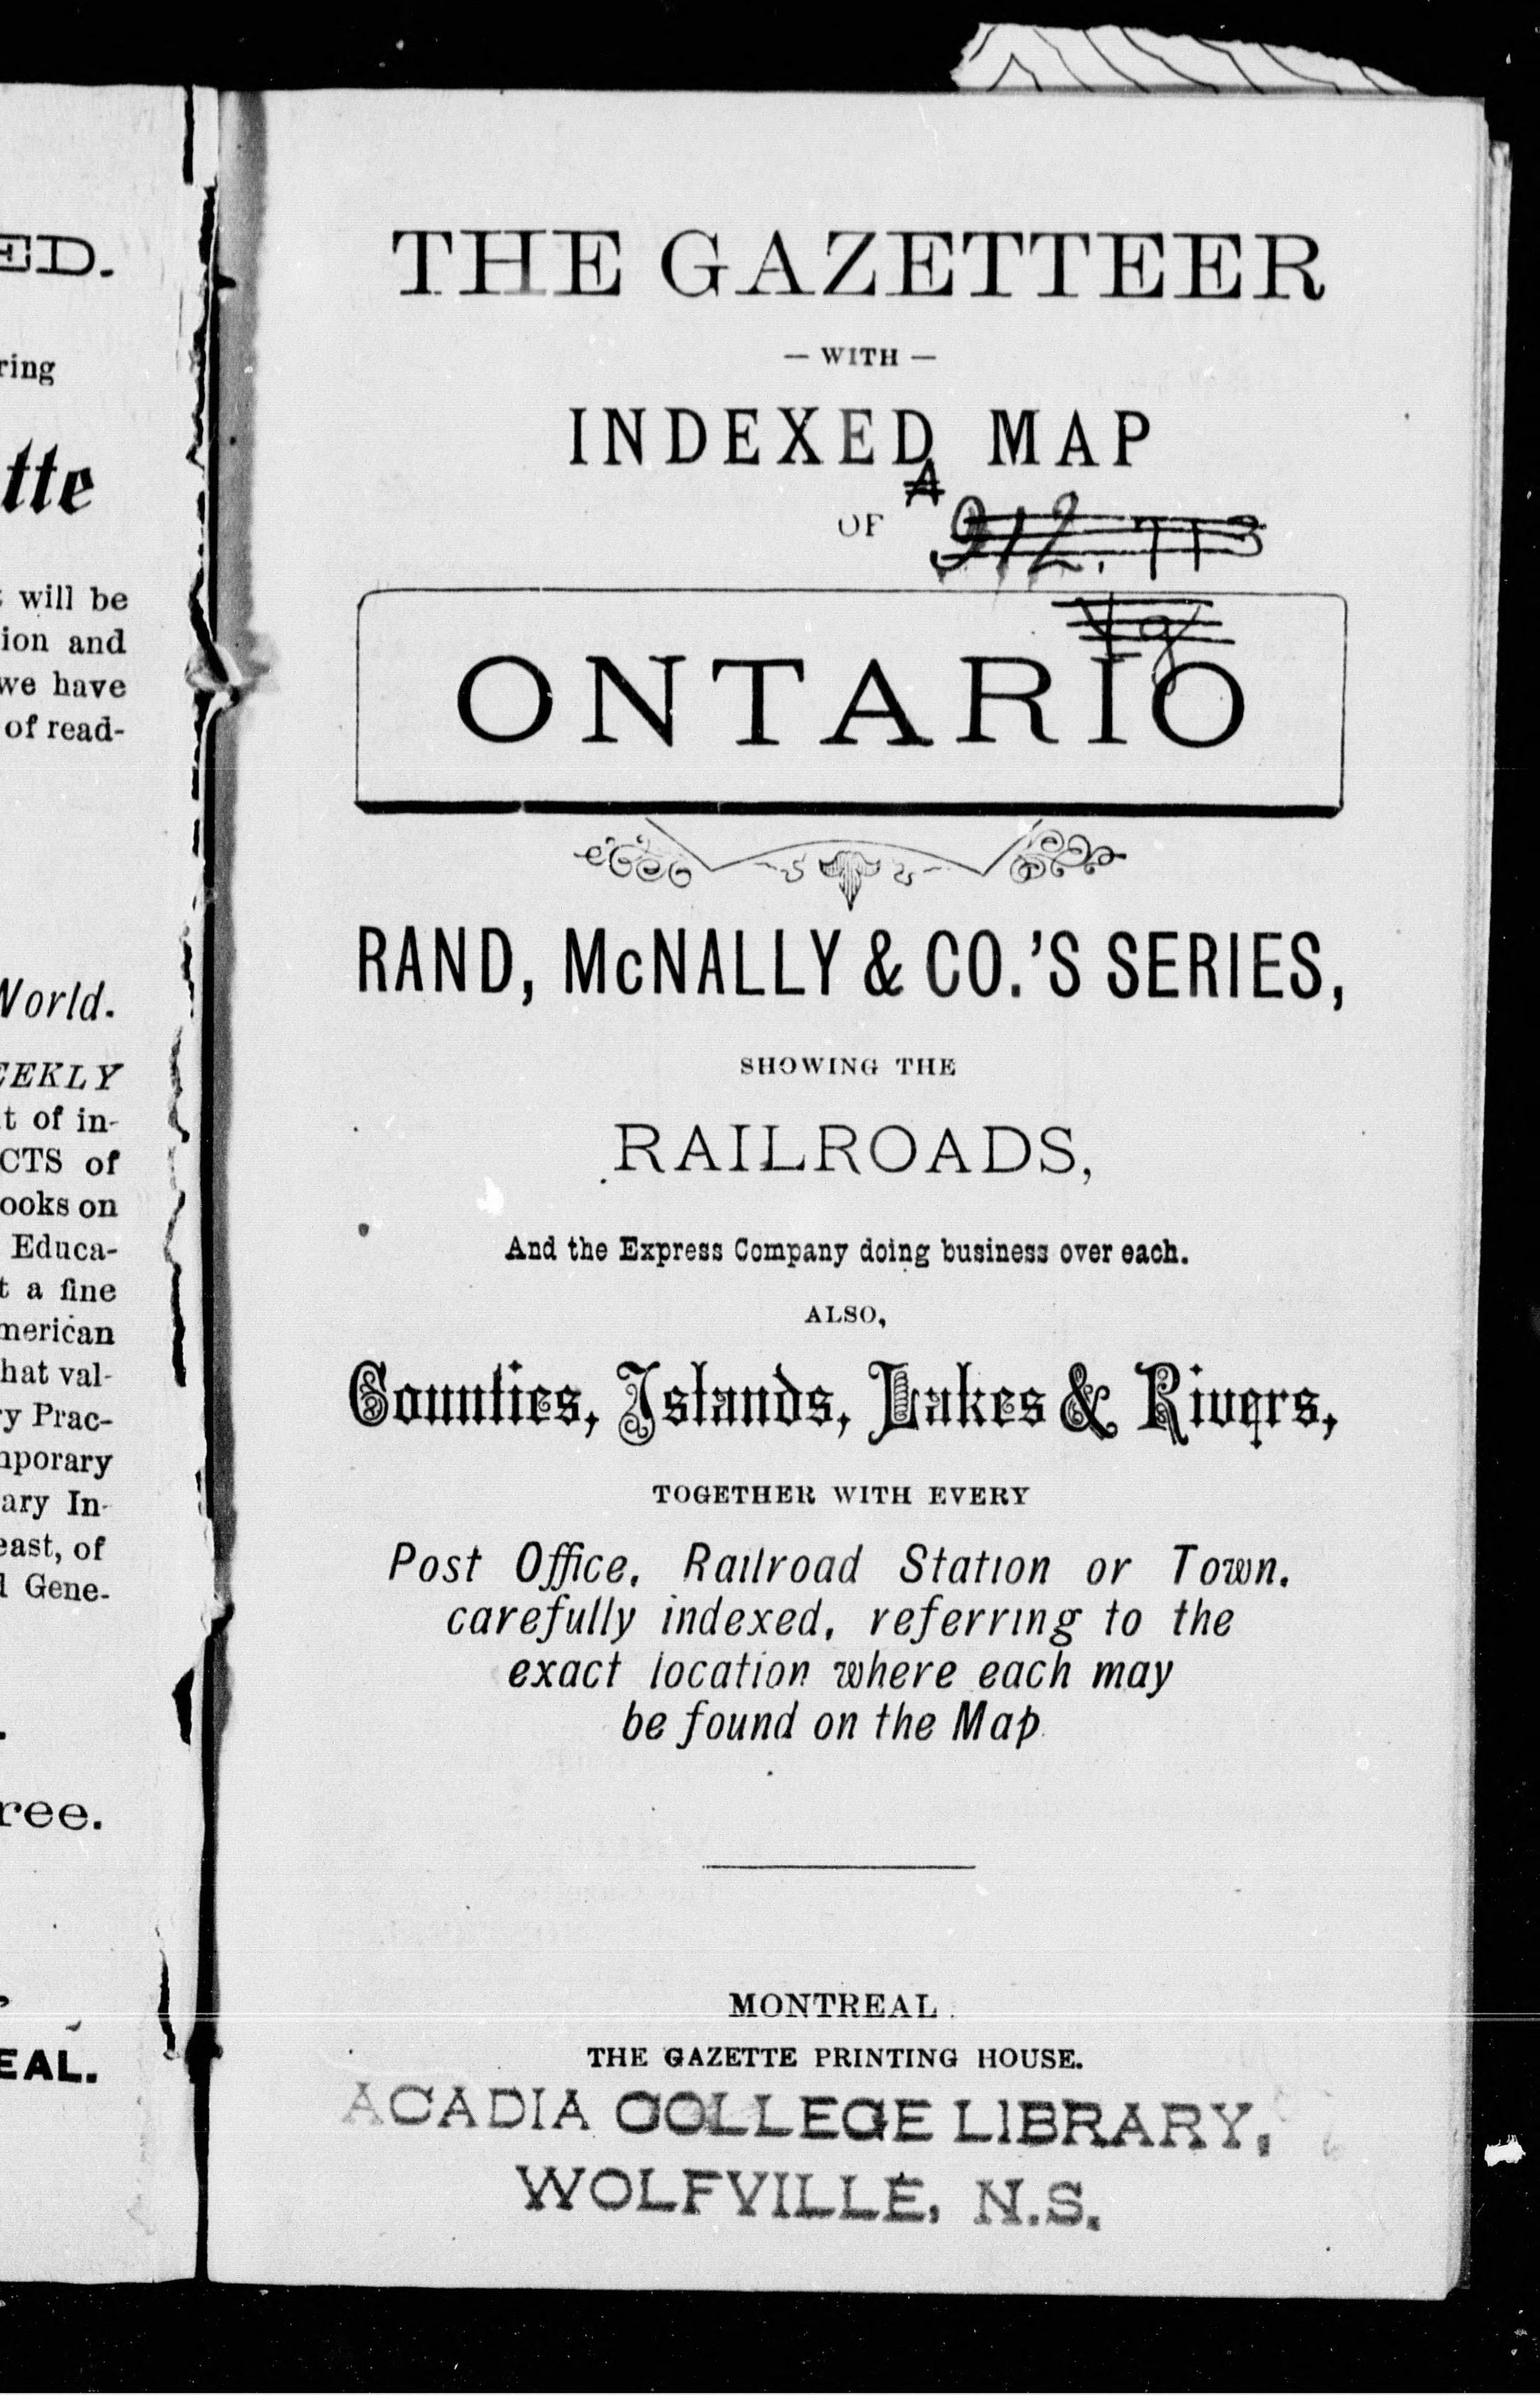 ED.
ring
tte
will be
ion and
we have
of read-
World.
EEKLY
t of in-
CTS of
ooks on
Educa-
t a fine
merican
hat val-
ry Prac-
mporary
ary In-
east, of
l Gene-
ree.
EAL.
THE GAZETTEER
— WITH —
INDEXED MAP
OF
A
912.713
ONTARIO
RAND, McNALLY & CO.'S SERIES,
SHOWING THE
RAILROADS,
And the Express Company doing business over each.
ALSO,
Counties, Islands, Lakes & Rivers,
TOGETHER WITH EVERY
Post Office, Railroad Station or Town,
carefully indexed, referring to the
exact location where each may
be found on the Map
MONTREAL.
THE GAZETTE PRINTING HOUSE.
ACADIA COLLEGE LIBRARY,
WOLFVILLE, N.S.